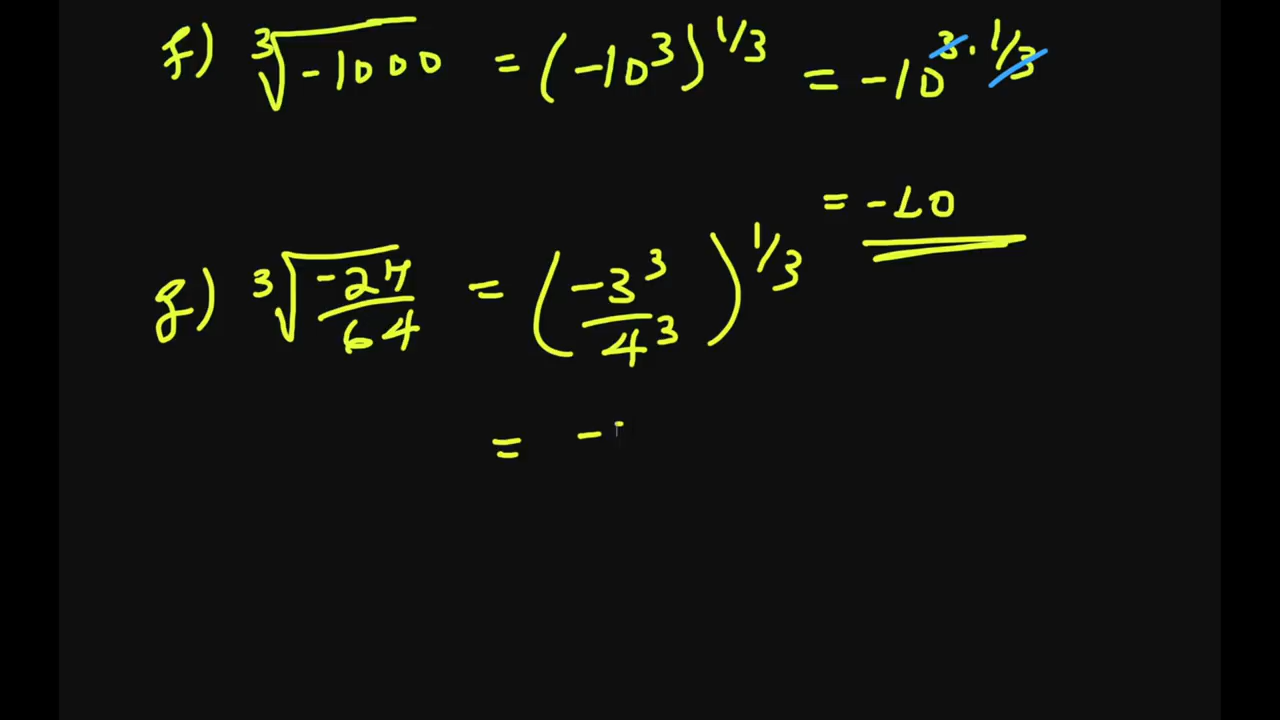 f) ∛-1000 = (-10³)^1/3 = -10^3·1/3
= -10
g) ∛(-27/64) = (-3³/4³)^1/3
= -